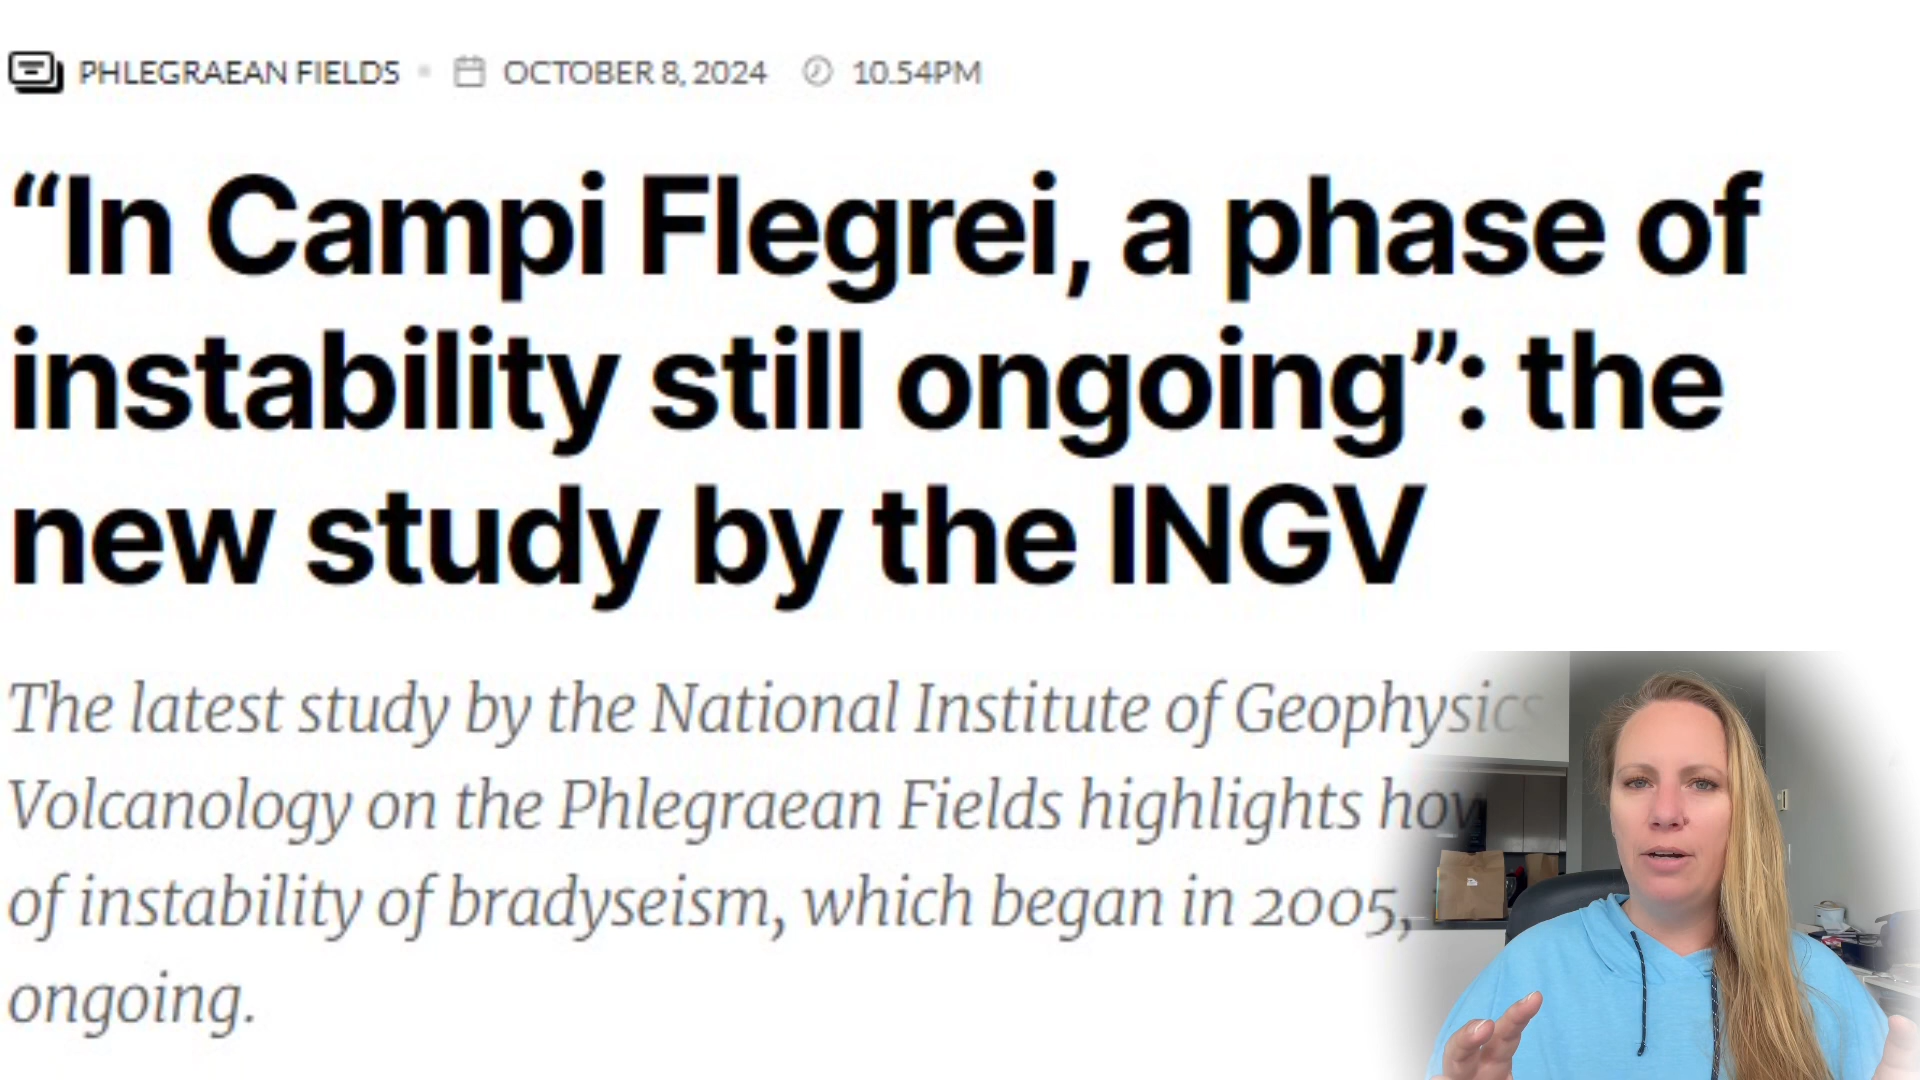 PHLEGRAEAN FIELDS OCTOBER 8, 2024 10.54PM
“In Campi Flegrei, a phase of
instability still ongoing”: the
new study by the INGV
The latest study by the National Institute of Geophysics
Volcanology on the Phlegraean Fields highlights how
of instability of bradyseism, which began in 2005,
ongoing.